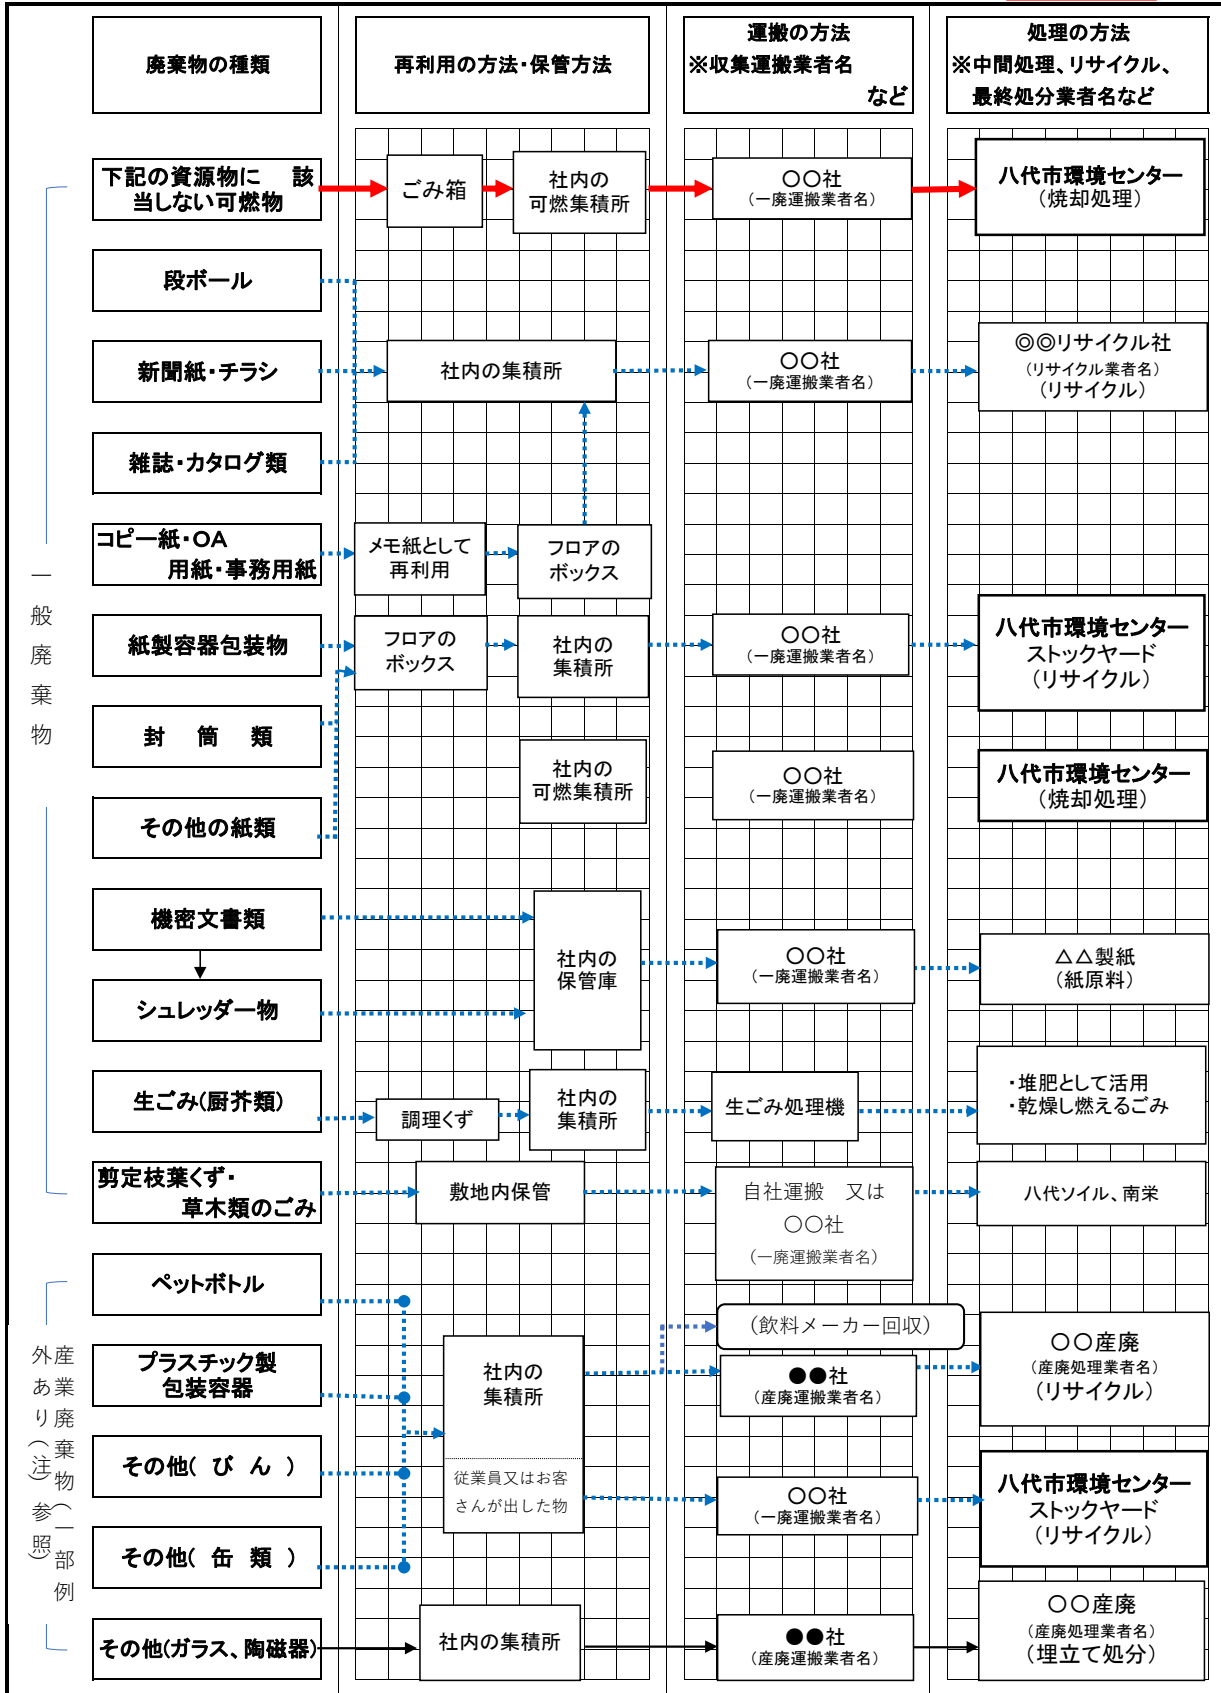 廃棄物の種類
再利用の方法・保管方法
運搬の方法
※収集運搬業者名
など
処理の方法
※中間処理、リサイクル、
最終処分業者名など
一般廃棄物
下記の資源物に 該
当しない可燃物
ごみ箱
社内の
可燃集積所
〇〇社
(一廃運搬業者名)
八代市環境センター
(焼却処理)
段ボール
新聞紙・チラシ
社内の集積所
〇〇社
(一廃運搬業者名)
◎◎リサイクル社
(リサイクル業者名)
(リサイクル)
雑誌・カタログ類
コピー紙・OA
用紙・事務用紙
メモ紙として
再利用
フロアの
ボックス
紙製容器包装物
フロアの
ボックス
社内の
集積所
〇〇社
(一廃運搬業者名)
八代市環境センター
ストックヤード
(リサイクル)
封 筒 類
社内の
可燃集積所
〇〇社
(一廃運搬業者名)
八代市環境センター
(焼却処理)
その他の紙類
機密文書類
社内の
保管庫
〇〇社
(一廃運搬業者名)
△△製紙
(紙原料)
シュレッダー物
生ごみ(厨芥類)
調理くず
社内の
集積所
生ごみ処理機
・堆肥として活用
・乾燥し燃えるごみ
剪定枝葉くず・
草木類のごみ
敷地内保管
自社運搬 又は
〇〇社
(一廃運搬業者名)
八代ソイル、南栄
産業廃棄物(一部例
外あり(注)参照)
ペットボトル
(飲料メーカー回収)
プラスチック製
包装容器
社内の
集積所
●●社
(産廃運搬業者名)
〇〇産廃
(産廃処理業者名)
(リサイクル)
その他( び ん )
従業員又はお客
さんが出した物
〇〇社
(一廃運搬業者名)
八代市環境センター
ストックヤード
(リサイクル)
その他( 缶 類 )
その他(ガラス、陶磁器)
社内の集積所
●●社
(産廃運搬業者名)
〇〇産廃
(産廃処理業者名)
(埋立て処分)